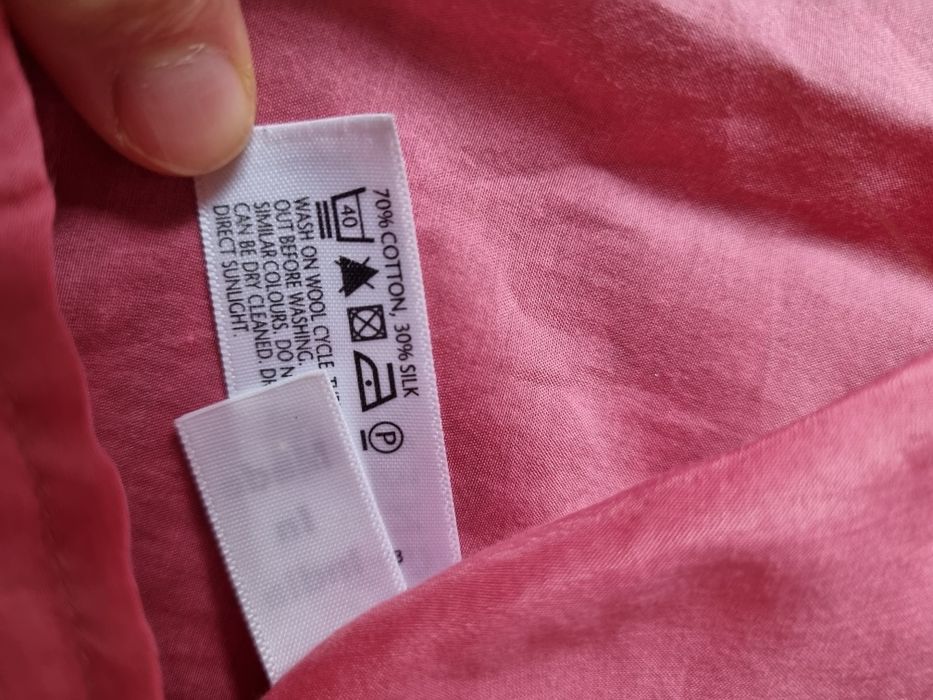 70% COTTON, 30% SILK
40
P
WASH ON WOOL CYCLE.
OUT BEFORE WASHING.
SIMILAR COLOURS. DO
CAN BE DRY CLEANED.
DIRECT SUNLIGHT.